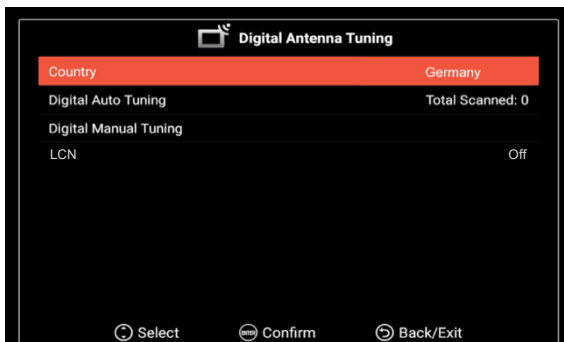 Digital Antenna Tuning
Country Germany
Digital Auto Tuning Total Scanned: 0
Digital Manual Tuning
LCN Off
Select ENTER Confirm Back/Exit